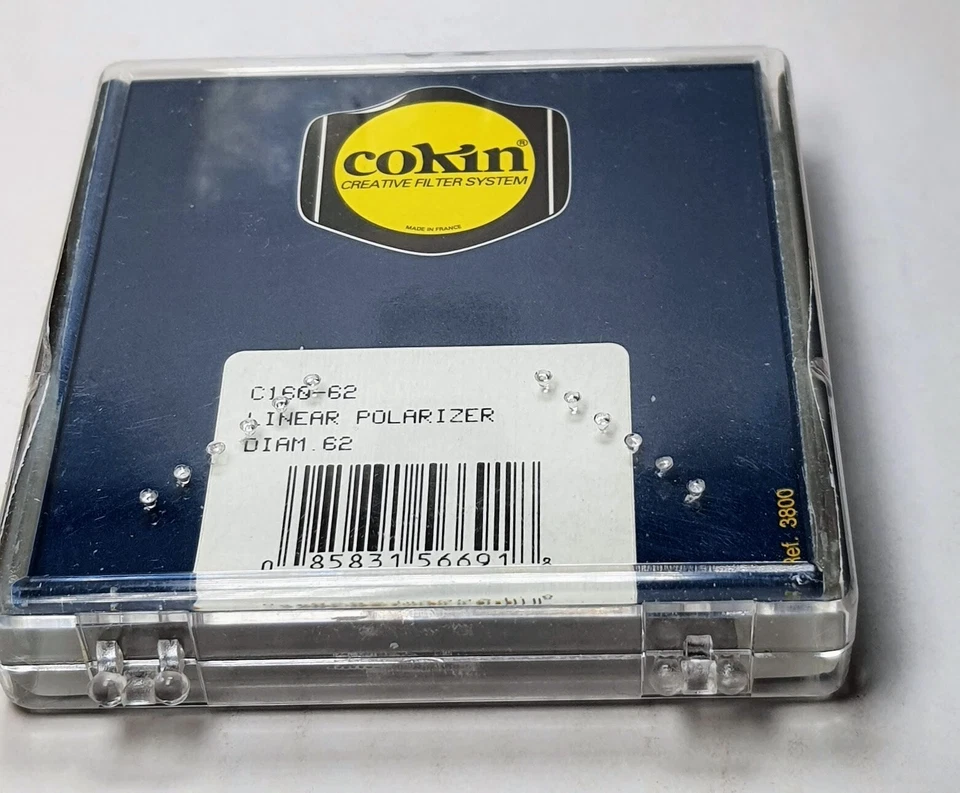 cokin®
CREATIVE FILTER SYSTEM
MADE IN FRANCE
C160-62
LINEAR POLARIZER
DIAM.62
0 85831 56691 8
Ref. 3800